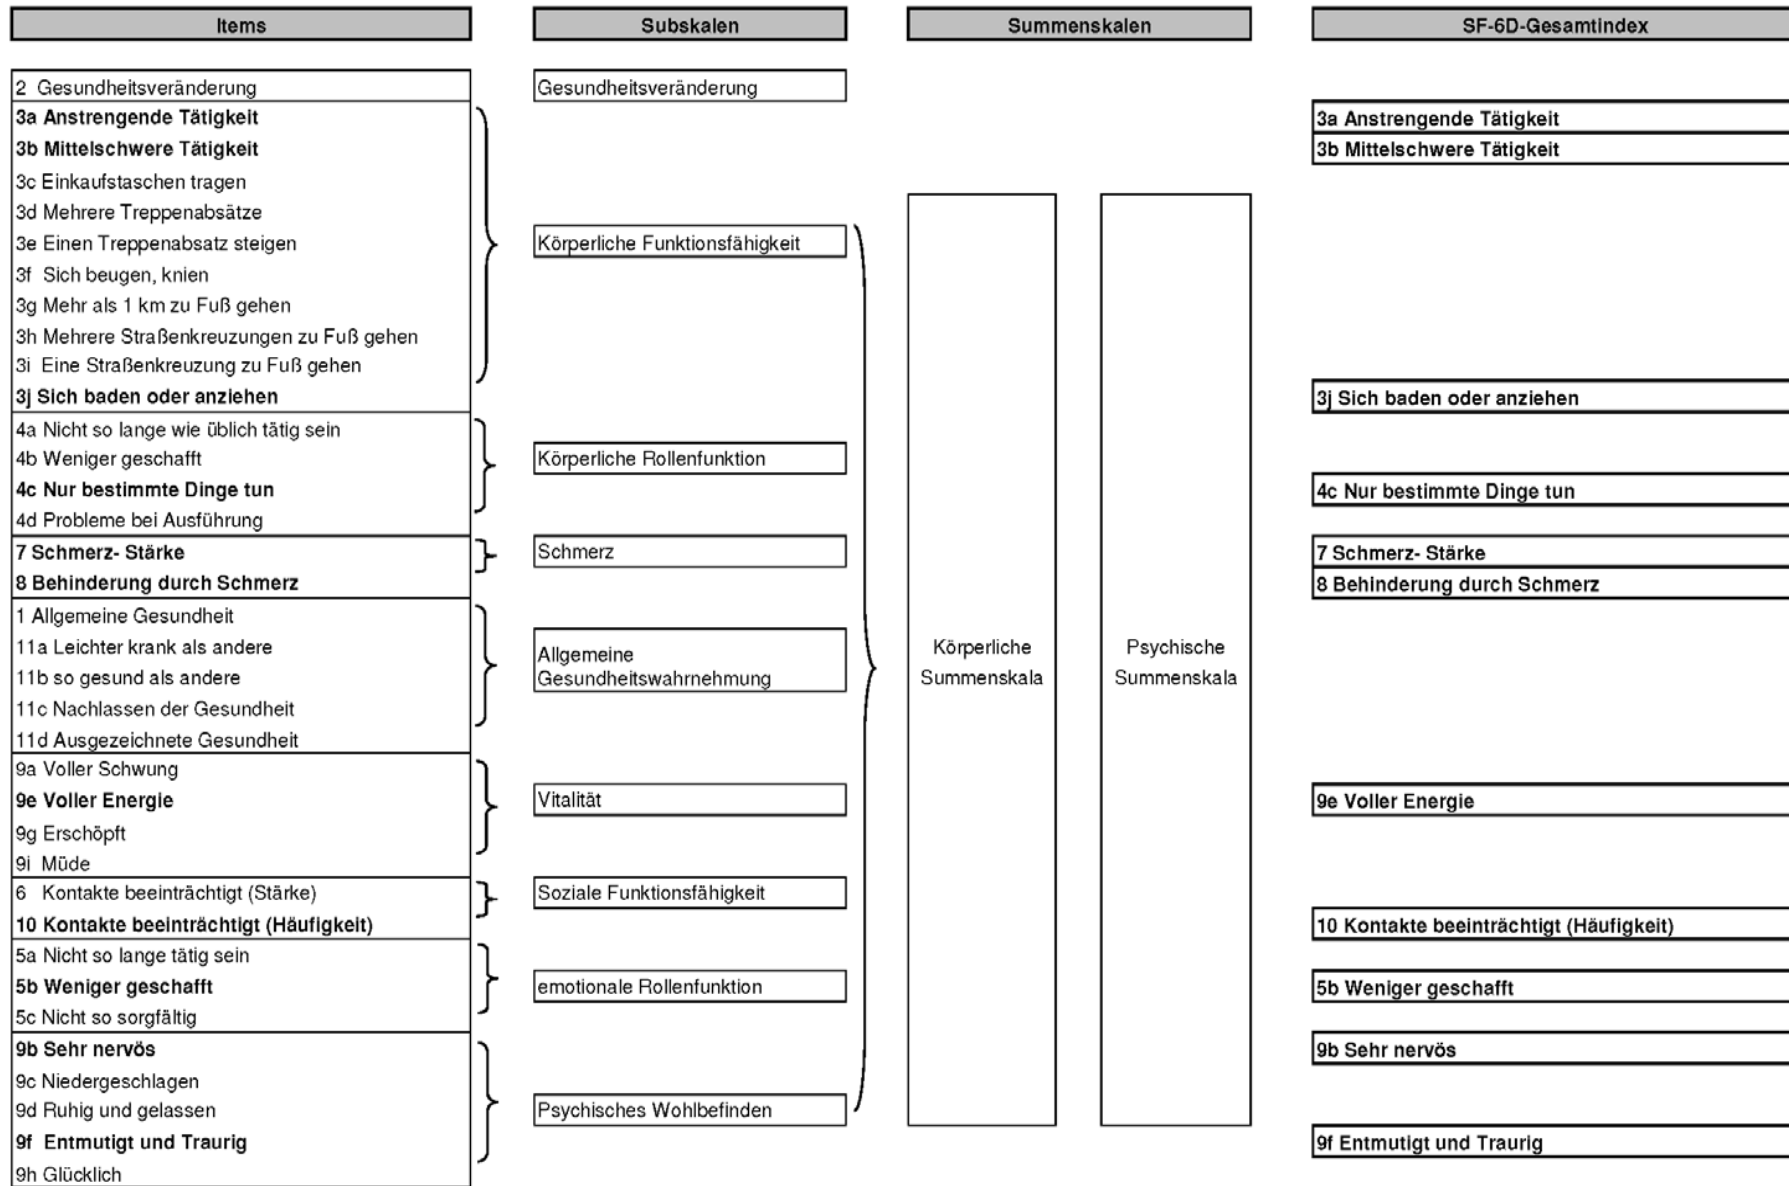 Items
Subskalen
Summenskalen
SF-6D-Gesamtindex
2 Gesundheitsveränderung
3a Anstrengende Tätigkeit
3b Mittelschwere Tätigkeit
3c Einkaufstaschen tragen
3d Mehrere Treppenabsätze
3e Einen Treppenabsatz steigen
3f Sich beugen, knien
3g Mehr als 1 km zu Fuß gehen
3h Mehrere Straßenkreuzungen zu Fuß gehen
3i Eine Straßenkreuzung zu Fuß gehen
3j Sich baden oder anziehen
4a Nicht so lange wie üblich tätig sein
4b Weniger geschafft
4c Nur bestimmte Dinge tun
4d Probleme bei Ausführung
7 Schmerz- Stärke
8 Behinderung durch Schmerz
1 Allgemeine Gesundheit
11a Leichter krank als andere
11b so gesund als andere
11c Nachlassen der Gesundheit
11d Ausgezeichnete Gesundheit
9a Voller Schwung
9e Voller Energie
9g Erschöpft
9i Müde
6 Kontakte beeinträchtigt (Stärke)
10 Kontakte beeinträchtigt (Häufigkeit)
5a Nicht so lange tätig sein
5b Weniger geschafft
5c Nicht so sorgfältig
9b Sehr nervös
9c Niedergeschlagen
9d Ruhig und gelassen
9f Entmutigt und Traurig
9h Glücklich
Gesundheitsveränderung
Körperliche Funktionsfähigkeit
Körperliche Rollenfunktion
Schmerz
Allgemeine
Gesundheitswahrnehmung
Vitalität
Soziale Funktionsfähigkeit
emotionale Rollenfunktion
Psychisches Wohlbefinden
Körperliche
Summenskala
Psychische
Summenskala
3a Anstrengende Tätigkeit
3b Mittelschwere Tätigkeit
3j Sich baden oder anziehen
4c Nur bestimmte Dinge tun
7 Schmerz- Stärke
8 Behinderung durch Schmerz
9e Voller Energie
10 Kontakte beeinträchtigt (Häufigkeit)
5b Weniger geschafft
9b Sehr nervös
9f Entmutigt und Traurig